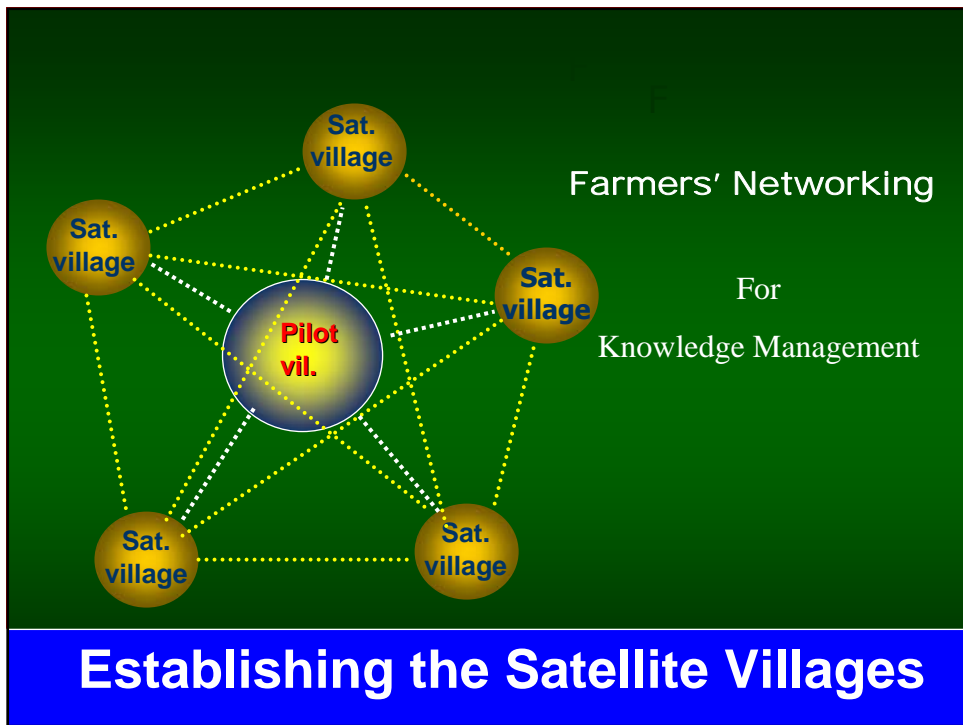 Sat.
village
Farmers' Networking
Sat.
village
Sat.
village
For
Knowledge Management
Pilot
vil.
Sat.
village
Sat.
village
Establishing the Satellite Villages